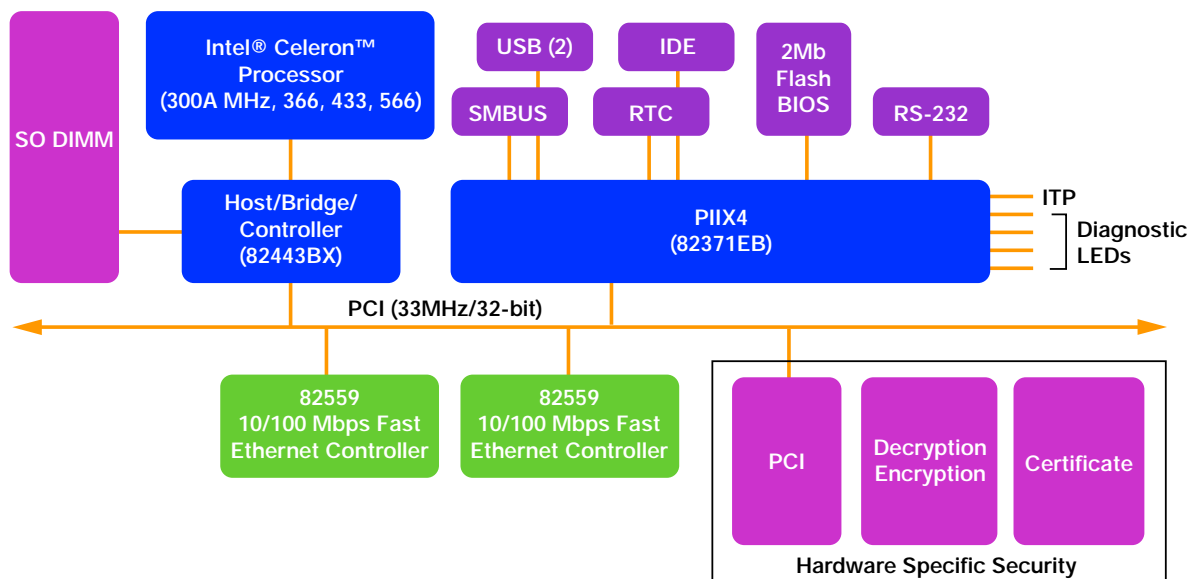 SO DIMM
Intel® Celeron™
Processor
(300A MHz, 366, 433, 566)
USB (2)
IDE
2Mb
Flash
BIOS
SMBUS
RTC
RS-232
Host/Bridge/
Controller
(82443BX)
PIIX4
(82371EB)
ITP
Diagnostic
LEDs
PCI (33MHz/32-bit)
82559
10/100 Mbps Fast
Ethernet Controller
82559
10/100 Mbps Fast
Ethernet Controller
PCI
Decryption
Encryption
Certificate
Hardware Specific Security